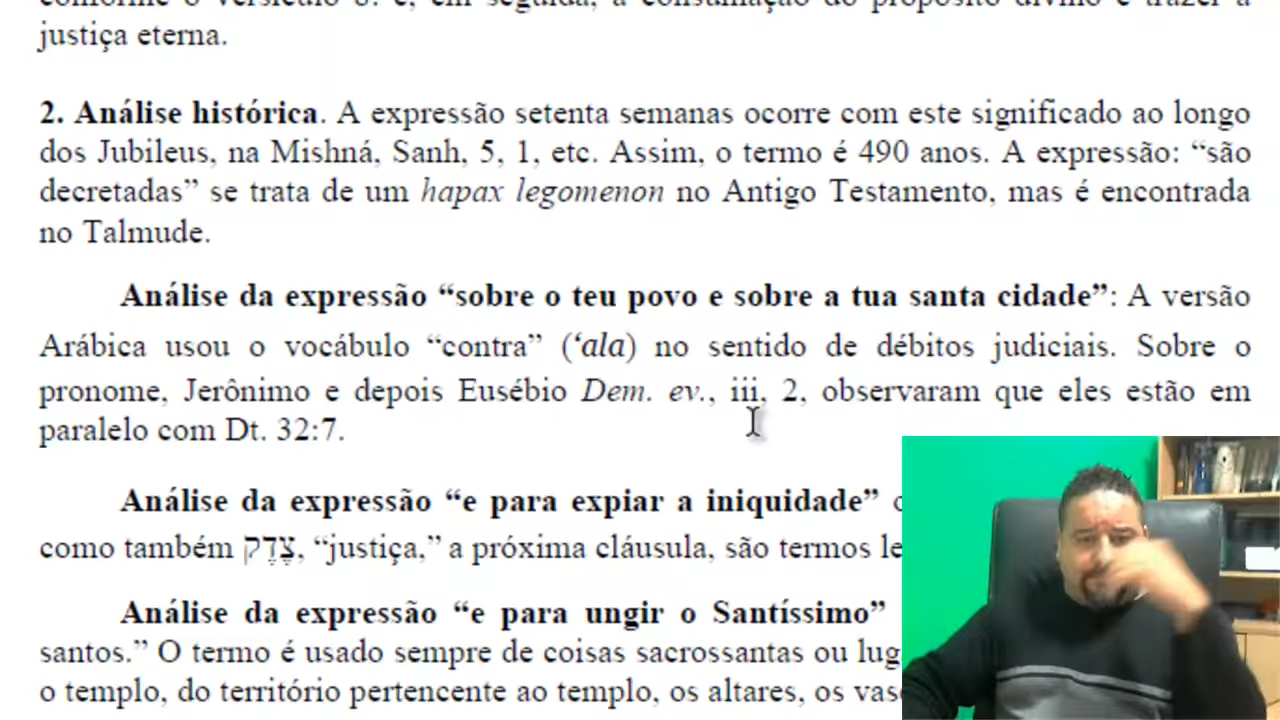 justiça eterna.
2. Análise histórica. A expressão setenta semanas ocorre com este significado ao longo
dos Jubileus, na Mishná, Sanh, 5, 1, etc. Assim, o termo é 490 anos. A expressão: “são
decretadas” se trata de um hapax legomenon no Antigo Testamento, mas é encontrada
no Talmude.
Análise da expressão “sobre o teu povo e sobre a tua santa cidade”: A versão
Arábica usou o vocábulo “contra” (‘ala) no sentido de débitos judiciais. Sobre o
pronome, Jerônimo e depois Eusébio Dem. ev., iii, 2, observaram que eles estão em
paralelo com Dt. 32:7.
Análise da expressão “e para expiar a iniquidade”
como também צֶדֶק, “justiça,” a próxima cláusula, são termos
Análise da expressão “e para ungir o Santíssimo”
santos.” O termo é usado sempre de coisas sacrossantas ou
o templo, do território pertencente ao templo, os altares, os